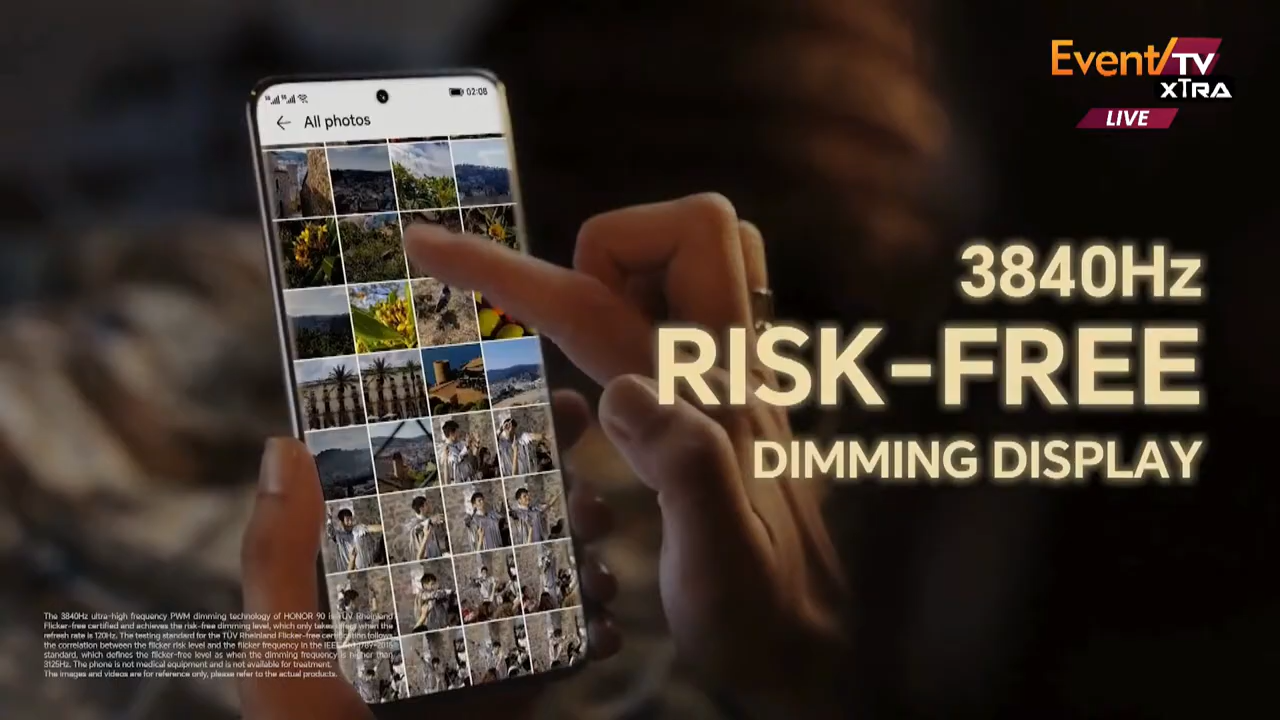 Event TV
XTRA
LIVE
02:08
All photos
3840Hz
RISK-FREE
DIMMING DISPLAY
The 3840Hz ultra-high frequency PWM dimming technology of HONOR 90 is TÜV Rheinland
Flicker-free certified and achieves the risk-free dimming level, which only takes effect when the
refresh rate is 120Hz. The testing standard for the TÜV Rheinland Flicker-free certification follows
the correlation between the flicker risk level and the flicker frequency in the IEEE Std 1789-2015
standard, which defines the flicker-free level as when the dimming frequency is higher than
3125Hz. The phone is not medical equipment and is not available for treatment.
The images and videos are for reference only, please refer to the actual products.